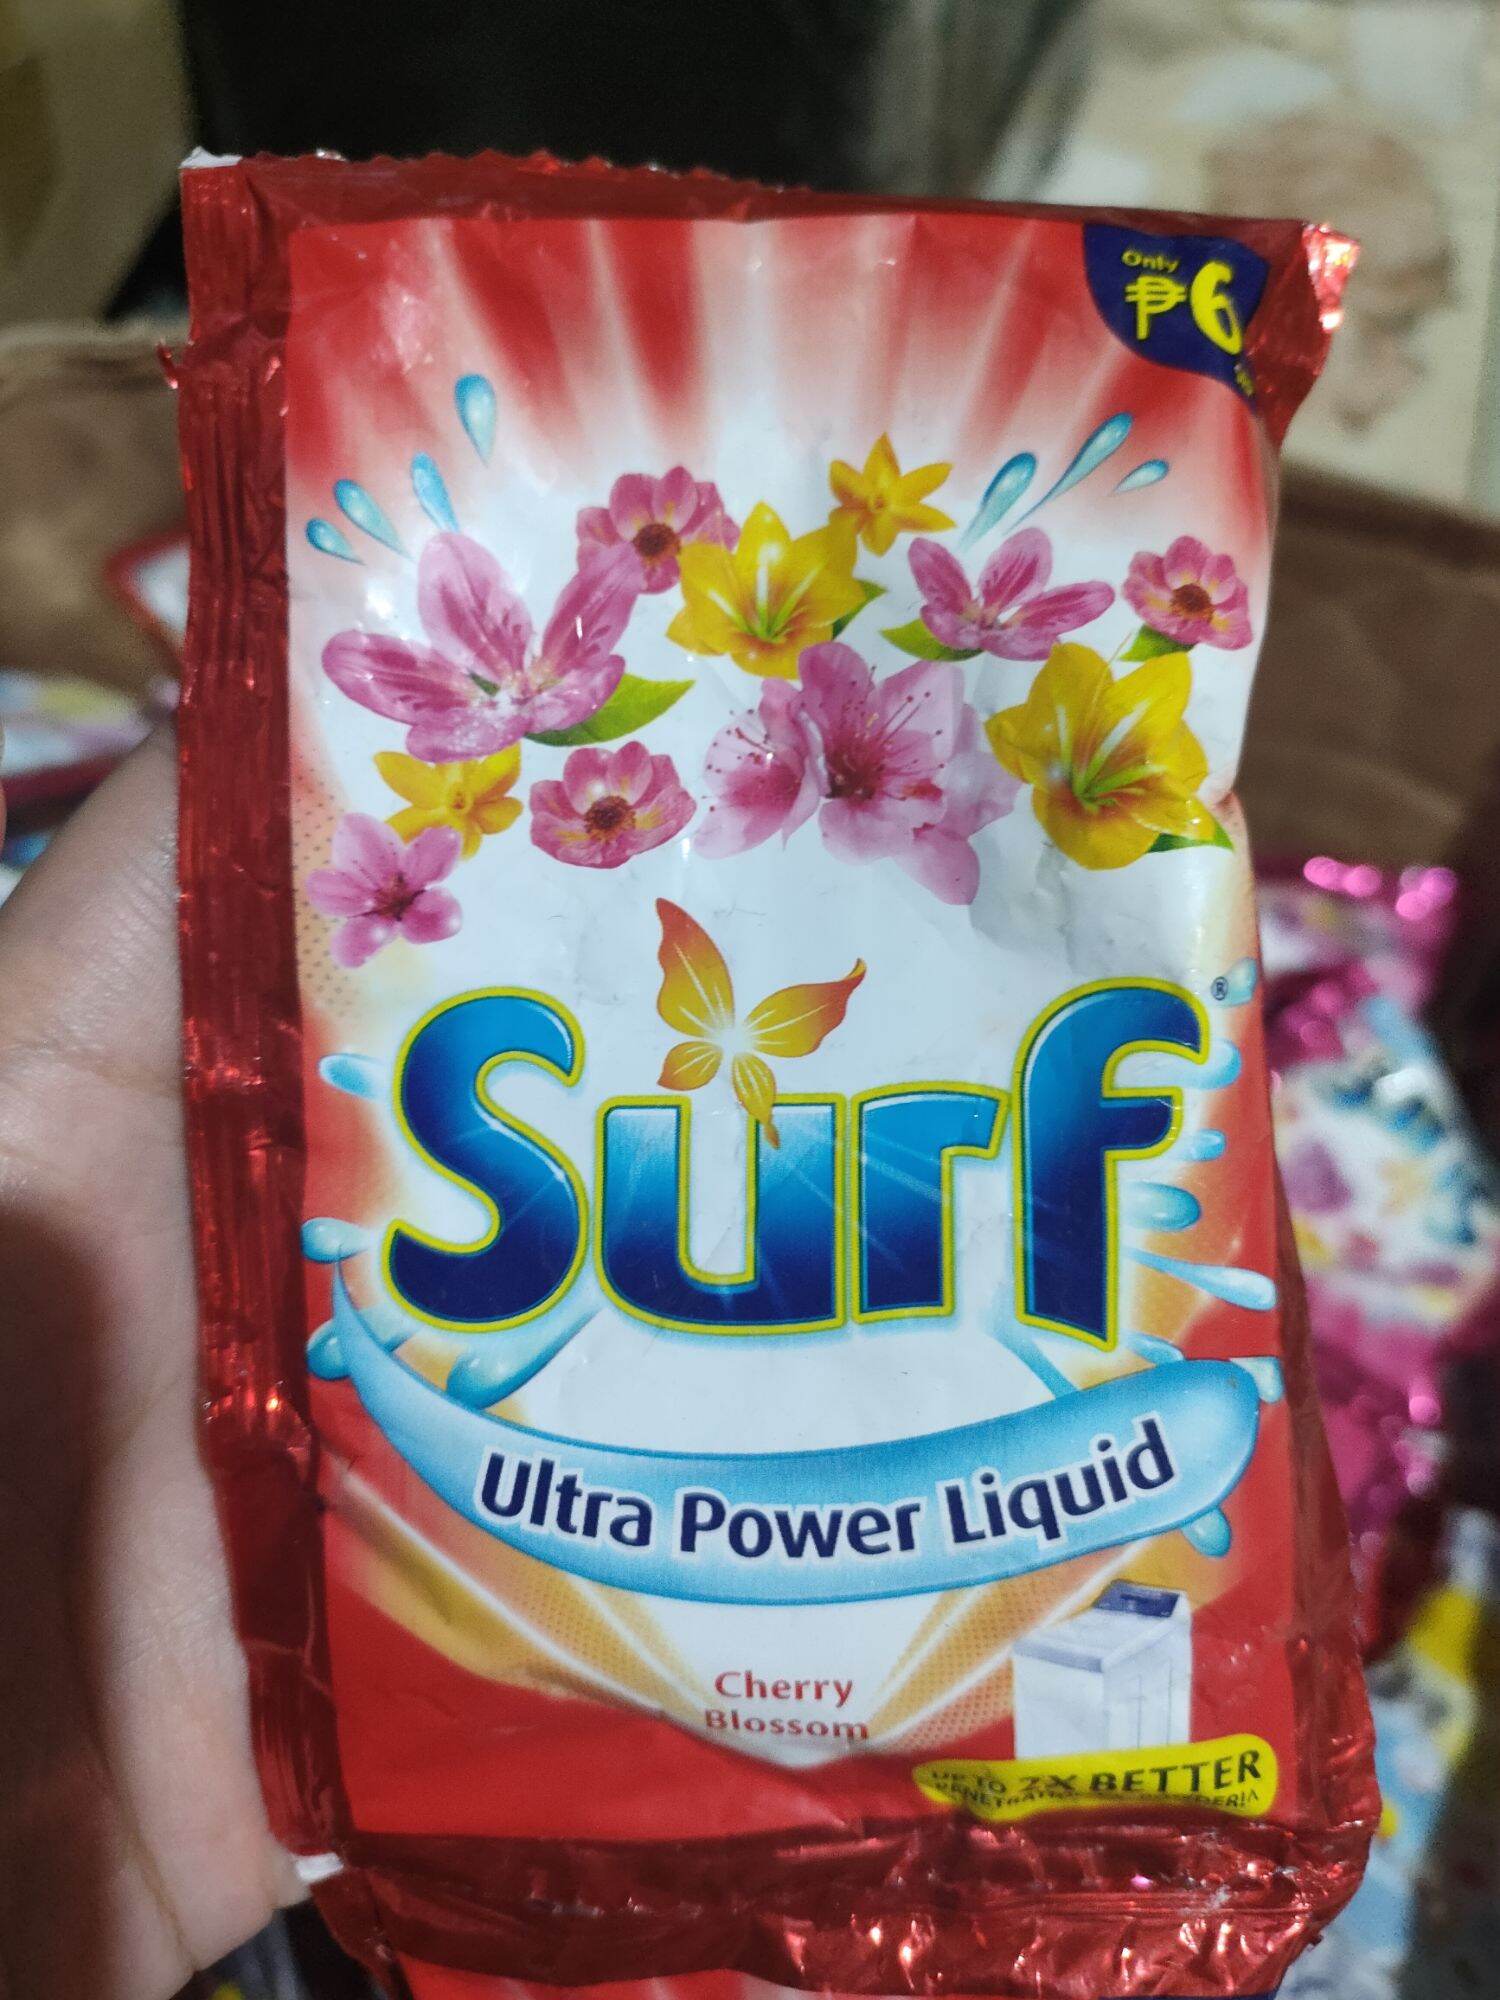 Only
₱6
Surf®
Ultra Power Liquid
Cherry
Blossom
UP TO 2X BETTER